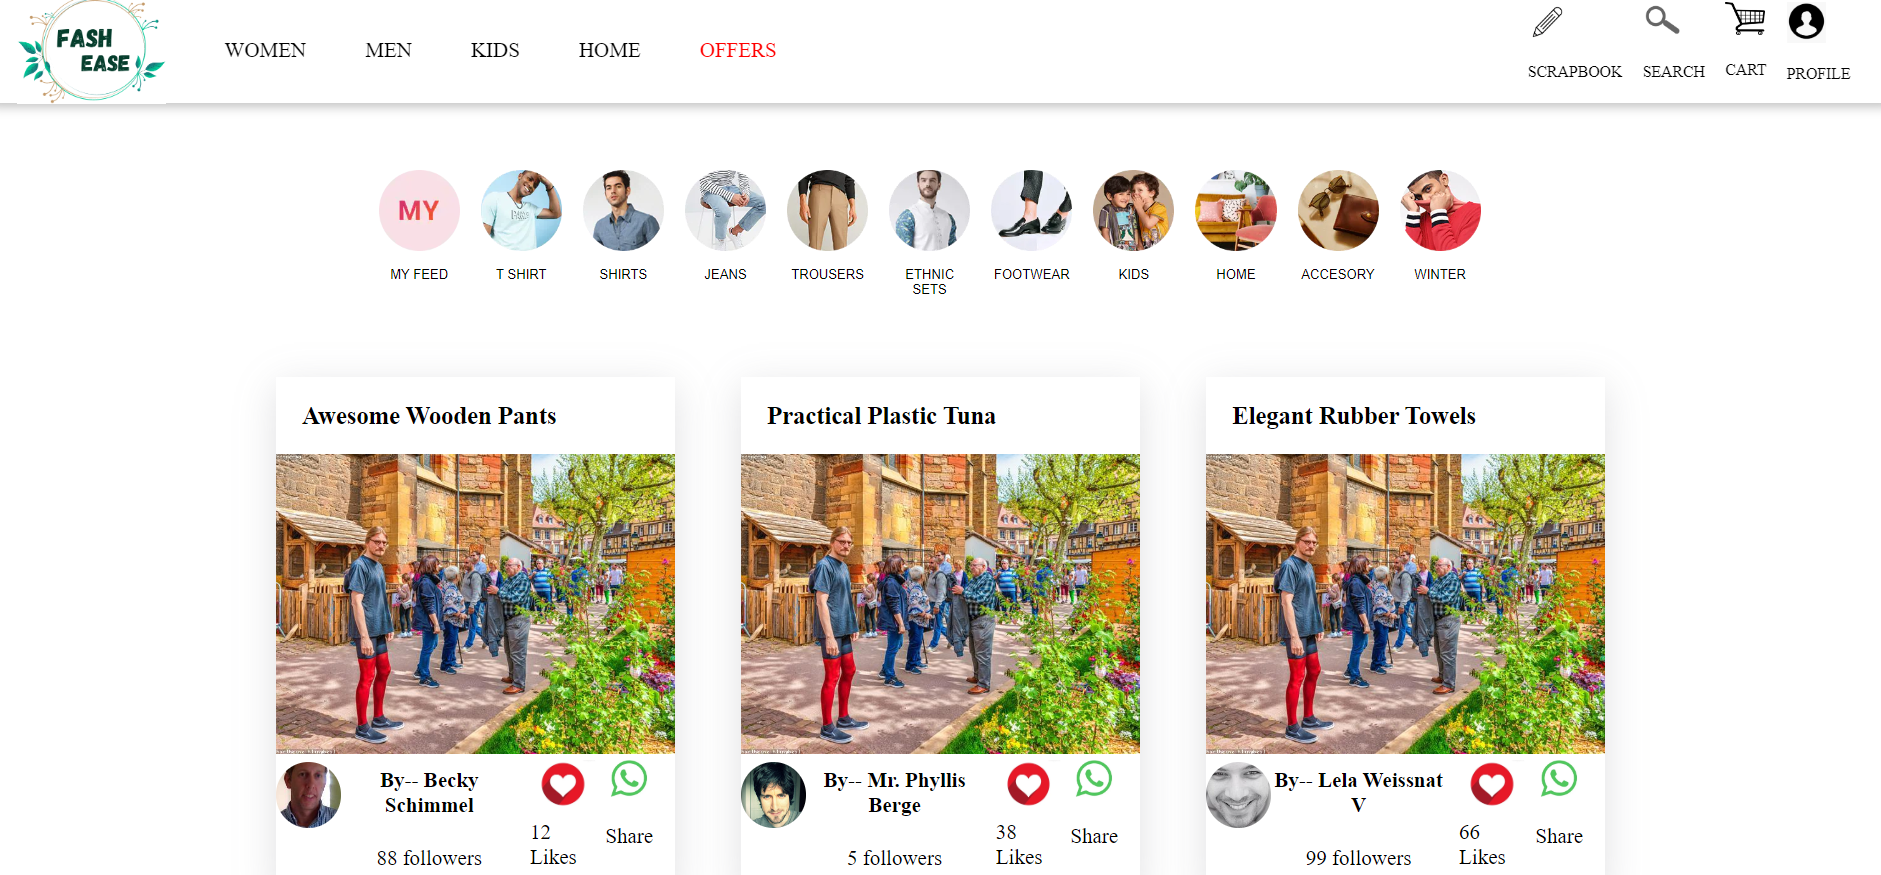 FASH
EASE
WOMEN
MEN
KIDS
HOME
OFFERS
SCRAPBOOK
SEARCH
CART
PROFILE
MY
MY FEED
T SHIRT
SHIRTS
JEANS
TROUSERS
ETHNIC
SETS
FOOTWEAR
KIDS
HOME
ACCESORY
WINTER
Awesome Wooden Pants
By-- Becky
Schimmel
88 followers
12
Likes
Share
Practical Plastic Tuna
By-- Mr. Phyllis
Berge
5 followers
38
Likes
Share
Elegant Rubber Towels
By-- Lela Weissnat
V
99 followers
66
Likes
Share